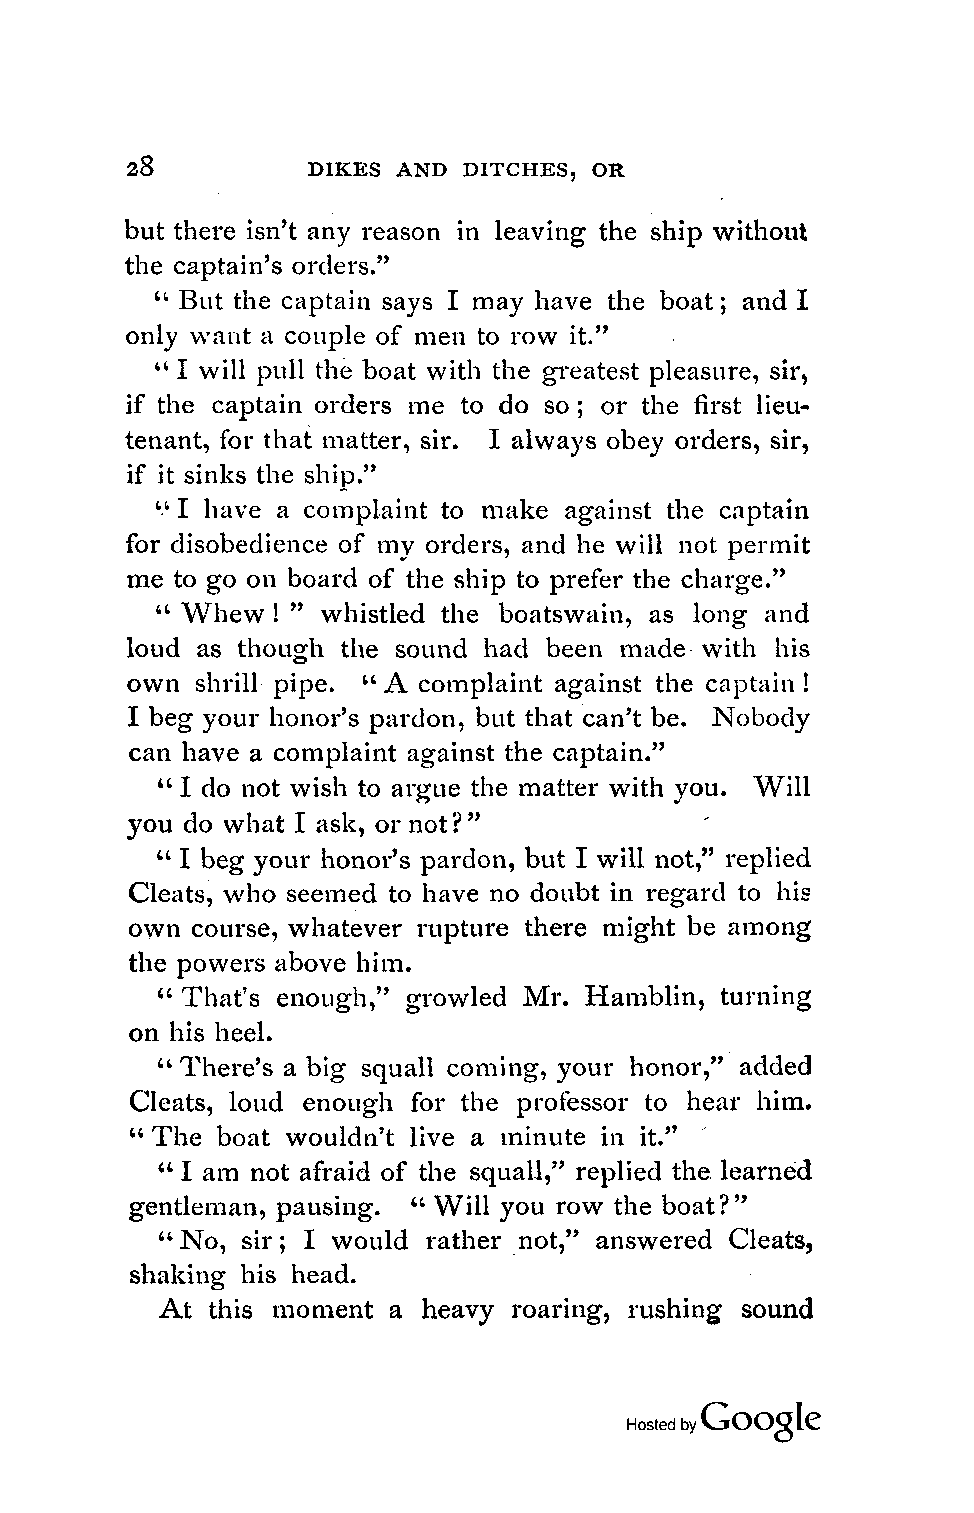 28 DIKES AND DITCHES, OR
but there isn't any reason in leaving the ship without
the captain's orders."
"But the captain says I may have the boat; and I
only want a couple of men to row it."
"I will pull the boat with the greatest pleasure, sir,
if the captain orders me to do so; or the first lieu-
tenant, for that matter, sir. I always obey orders, sir,
if it sinks the ship."
"I have a complaint to make against the captain
for disobedience of my orders, and he will not permit
me to go on board of the ship to prefer the charge."
"Whew!" whistled the boatswain, as long and
loud as though the sound had been made with his
own shrill pipe. "A complaint against the captain!
I beg your honor's pardon, but that can't be. Nobody
can have a complaint against the captain."
"I do not wish to argue the matter with you. Will
you do what I ask, or not?"
"I beg your honor's pardon, but I will not," replied
Cleats, who seemed to have no doubt in regard to his
own course, whatever rupture there might be among
the powers above him.
"That's enough," growled Mr. Hamblin, turning
on his heel.
"There's a big squall coming, your honor," added
Cleats, loud enough for the professor to hear him.
"The boat wouldn't live a minute in it."
"I am not afraid of the squall," replied the learned
gentleman, pausing. "Will you row the boat?"
"No, sir; I would rather not," answered Cleats,
shaking his head.
At this moment a heavy roaring, rushing sound
Hosted by Google